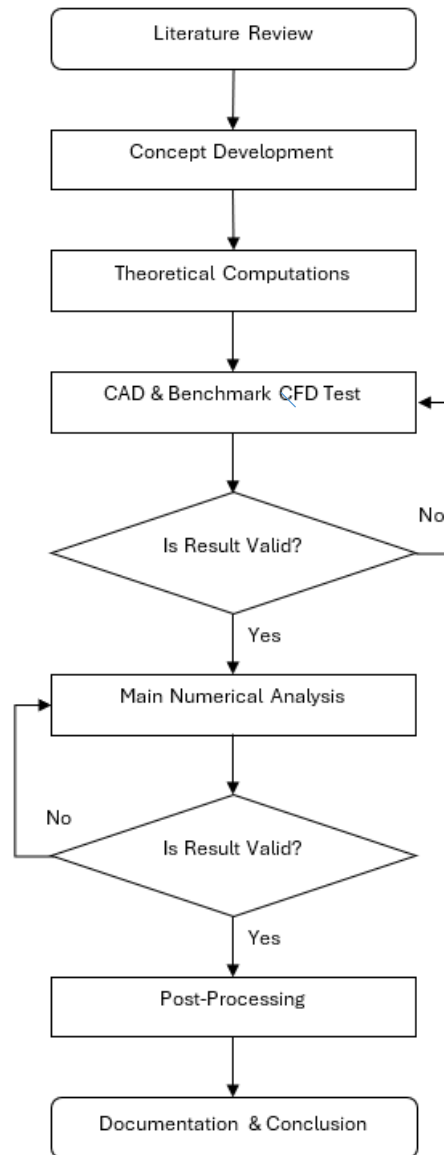 Literature Review
Concept Development
Theoretical Computations
CAD & Benchmark CFD Test
Is Result Valid?
No
Yes
Main Numerical Analysis
No
Is Result Valid?
Yes
Post-Processing
Documentation & Conclusion